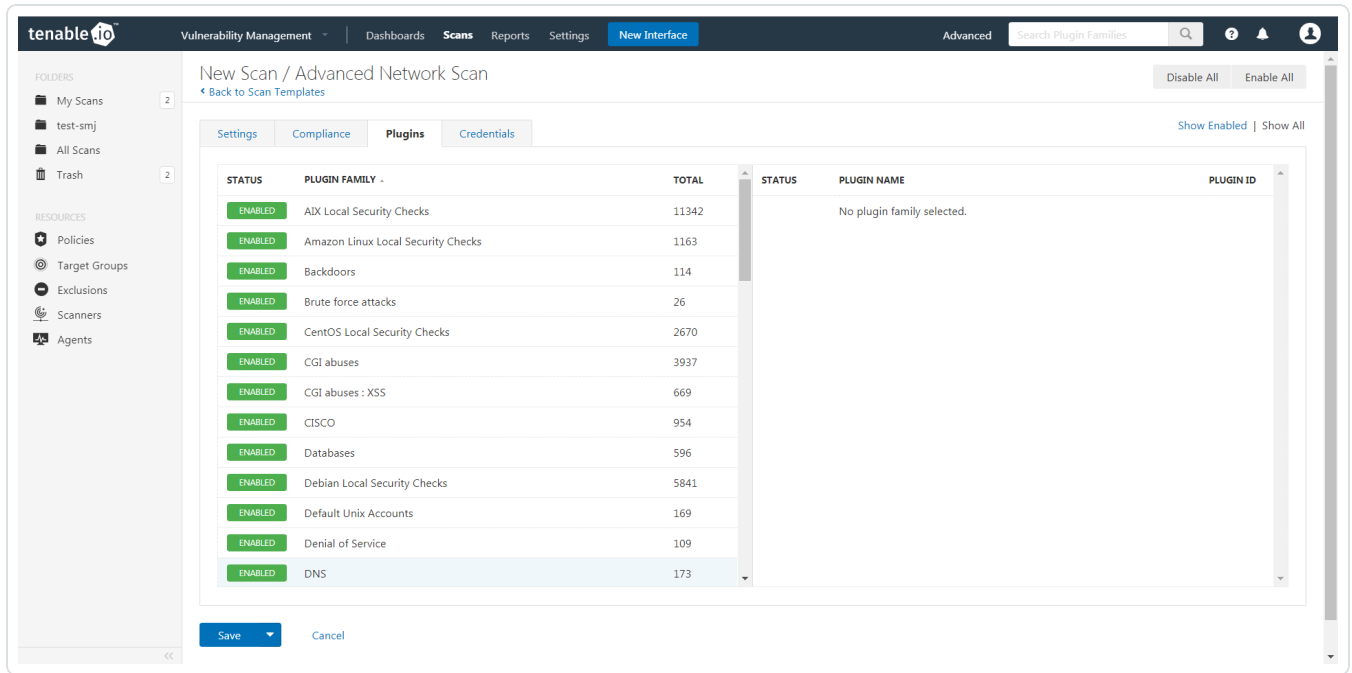 tenable.io™ Vulnerability Management Dashboards Scans Reports Settings New Interface Advanced Search Plugin Families
FOLDERS
My Scans 2
test-smj
All Scans
Trash 2
RESOURCES
Policies
Target Groups
Exclusions
Scanners
Agents
New Scan / Advanced Network Scan
Back to Scan Templates
Disable All Enable All
Settings Compliance Plugins Credentials
Show Enabled | Show All
STATUS PLUGIN FAMILY TOTAL
ENABLED AIX Local Security Checks 11342
ENABLED Amazon Linux Local Security Checks 1163
ENABLED Backdoors 114
ENABLED Brute force attacks 26
ENABLED CentOS Local Security Checks 2670
ENABLED CGI abuses 3937
ENABLED CGI abuses : XSS 669
ENABLED CISCO 954
ENABLED Databases 596
ENABLED Debian Local Security Checks 5841
ENABLED Default Unix Accounts 169
ENABLED Denial of Service 109
ENABLED DNS 173
STATUS PLUGIN NAME PLUGIN ID
No plugin family selected.
Save Cancel